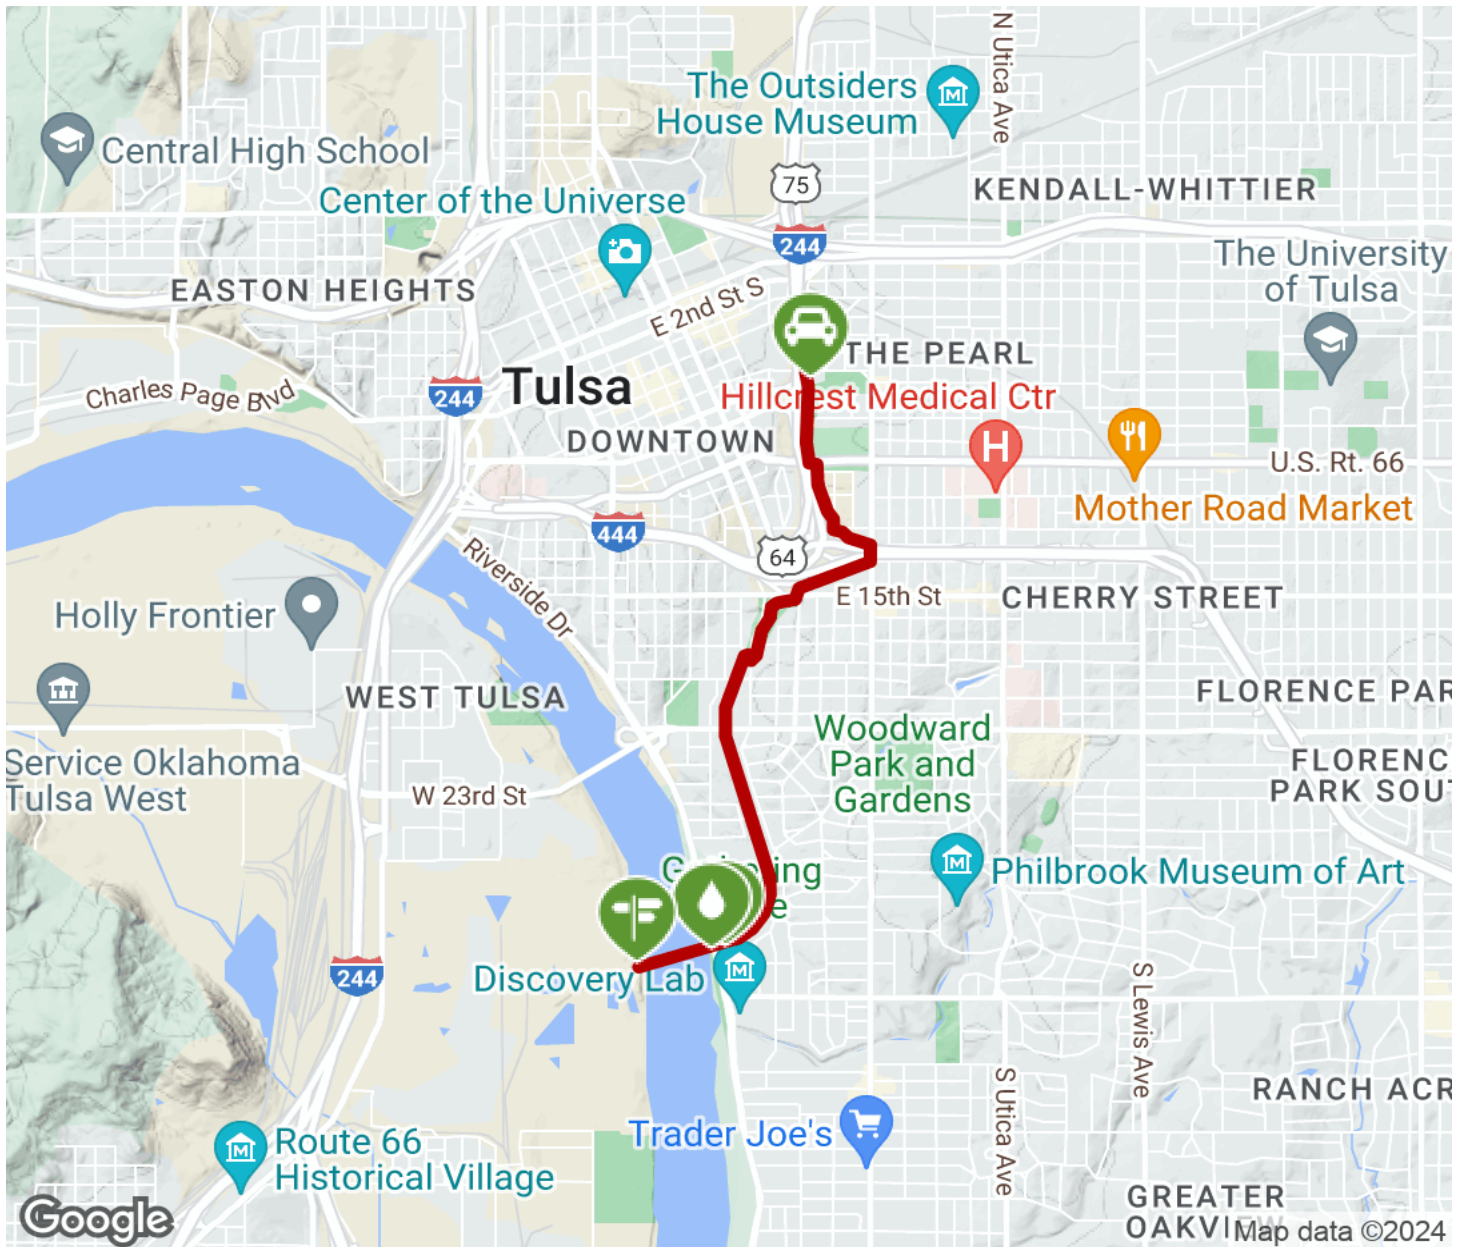 The Outsiders
House Museum
N Utica Ave
Central High School
75
KENDALL-WHITTIER
Center of the Universe
244
The University
of Tulsa
EASTON HEIGHTS
E 2nd St S
THE PEARL
Charles Page Blvd
244
Tulsa
Hillcrest Medical Ctr
DOWNTOWN
H
U.S. Rt. 66
Mother Road Market
444
64
Riverside Dr
E 15th St
CHERRY STREET
Holly Frontier
WEST TULSA
FLORENCE PAR
Woodward
Park and
Gardens
Service Oklahoma
Tulsa West
FLORENC
PARK SOU
W 23rd St
M
Philbrook Museum of Art
244
Discovery Lab
S Lewis Ave
S Utica Ave
RANCH ACR
Trader Joe's
Route 66
Historical Village
GREATER
Google
Map data ©2024